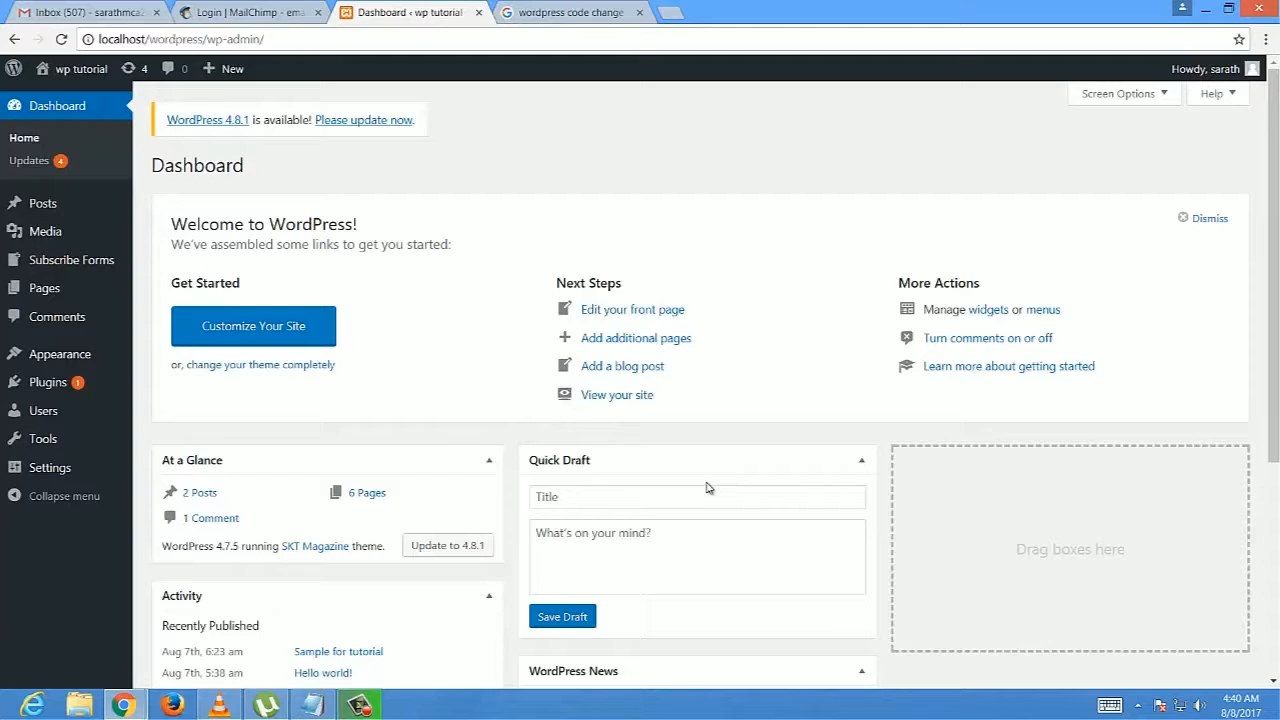 Inbox (507) - sarathmca
Login | MailChimp - ema
Dashboard ‹ wp tutorial
wordpress code change
localhost/wordpress/wp-admin/
wp tutorial 4 0 New Howdy, sarath
Dashboard
Home
Updates 4
Posts
Media
Subscribe Forms
Pages
Comments
Appearance
Plugins 1
Users
Tools
Settings
Collapse menu
Screen Options Help
WordPress 4.8.1 is available! Please update now.
Dashboard
Welcome to WordPress!
We've assembled some links to get you started:
Dismiss
Get Started
Customize Your Site
or, change your theme completely
Next Steps
Edit your front page
Add additional pages
Add a blog post
View your site
More Actions
Manage widgets or menus
Turn comments on or off
Learn more about getting started
At a Glance
2 Posts 6 Pages
1 Comment
WordPress 4.7.5 running SKT Magazine theme. Update to 4.8.1
Activity
Recently Published
Aug 7th, 6:23 am Sample for tutorial
Aug 7th, 5:38 am Hello world!
Quick Draft
Title
What's on your mind?
Save Draft
WordPress News
Drag boxes here
4:40 AM
8/8/2017